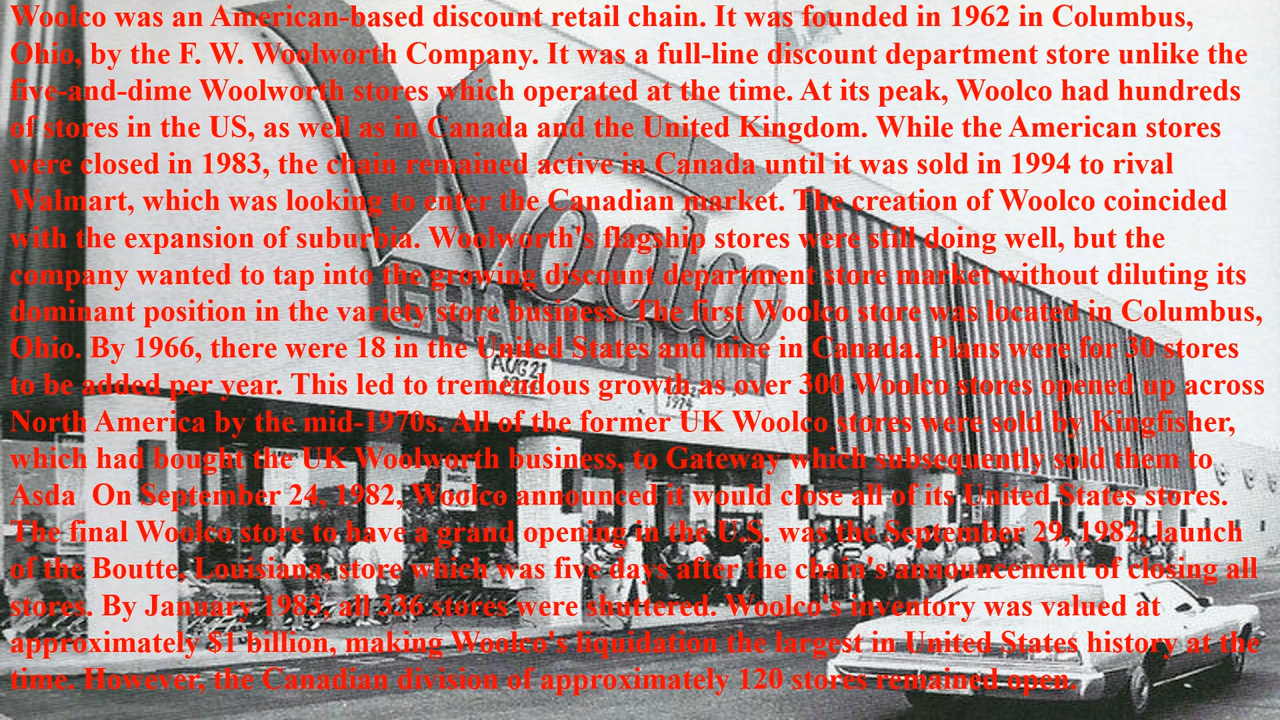 Woolco was an American-based discount retail chain. It was founded in 1962 in Columbus,
Ohio, by the F. W. Woolworth Company. It was a full-line discount department store unlike the
five-and-dime Woolworth stores which operated at the time. At its peak, Woolco had hundreds
of stores in the US, as well as in Canada and the United Kingdom. While the American stores
were closed in 1983, the chain remained active in Canada until it was sold in 1994 to rival
Walmart, which was looking to enter the Canadian market. The creation of Woolco coincided
with the expansion of suburbia. Woolworth's flagship stores were still doing well, but the
company wanted to tap into the growing discount department store market without diluting its
dominant position in the variety store business. The first Woolco store was located in Columbus,
Ohio. By 1966, there were 18 in the United States and nine in Canada. Plans were for 30 stores
to be added per year. This led to tremendous growth as over 300 Woolco stores opened up across
North America by the mid-1970s. All of the former UK Woolco stores were sold by Kingfisher,
which had bought the UK Woolworth business, to Gateway which subsequently sold them to
Asda  On September 24, 1982, Woolco announced it would close all of its United States stores.
The final Woolco store to have a grand opening in the U.S. was the September 29, 1982, launch
of the Boutte, Louisiana, store which was five days after the chain's announcement of closing all
stores. By January 1983, all 336 stores were shuttered. Woolco's inventory was valued at
approximately $1 billion, making Woolco's liquidation the largest in United States history at the
time. However, the Canadian division of approximately 120 stores remained open.
Woolco
AUG 21